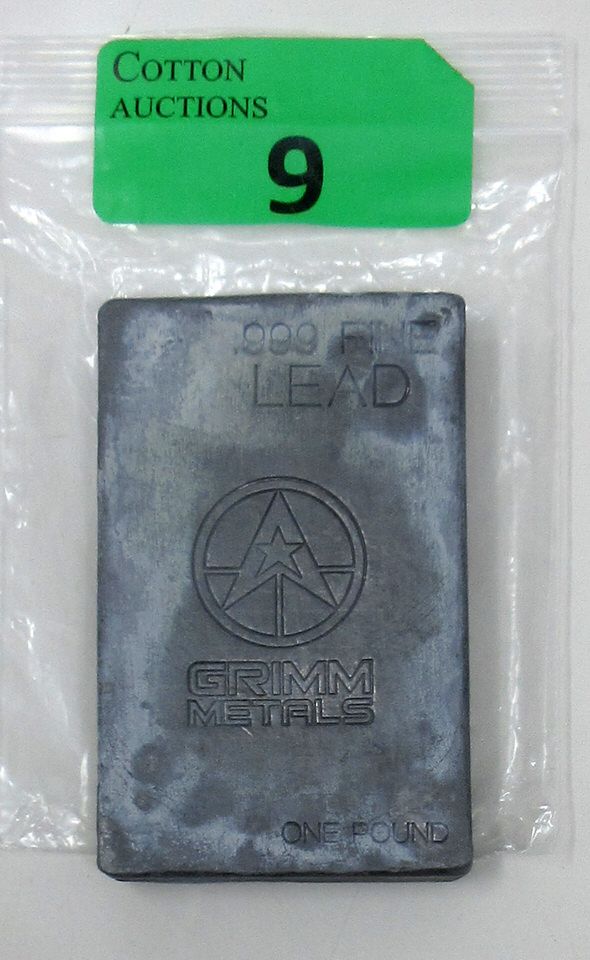 COTTON
AUCTIONS
9
.999 FINE
LEAD
GRIMM
METALS
ONE POUND